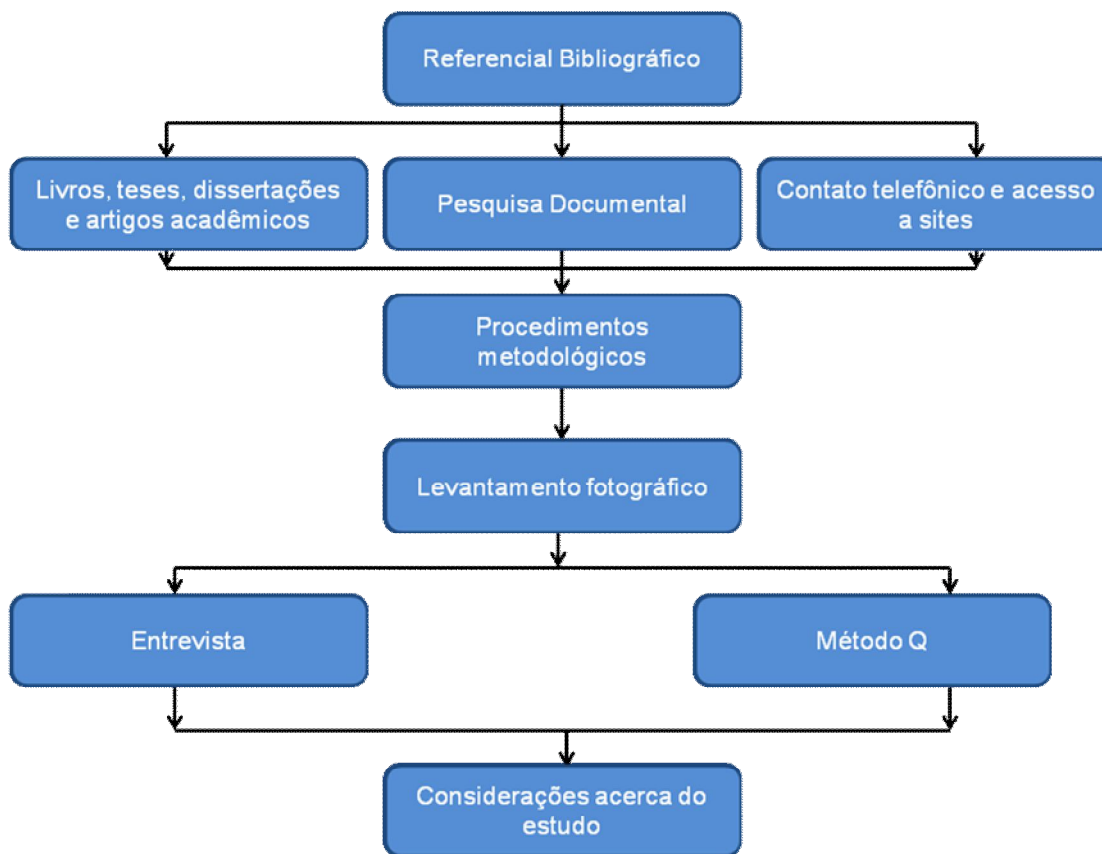 Referencial Bibliográfico
Livros, teses, dissertações
e artigos acadêmicos
Pesquisa Documental
Contato telefônico e acesso
a sites
Procedimentos
metodológicos
Levantamento fotográfico
Entrevista
Método Q
Considerações acerca do
estudo